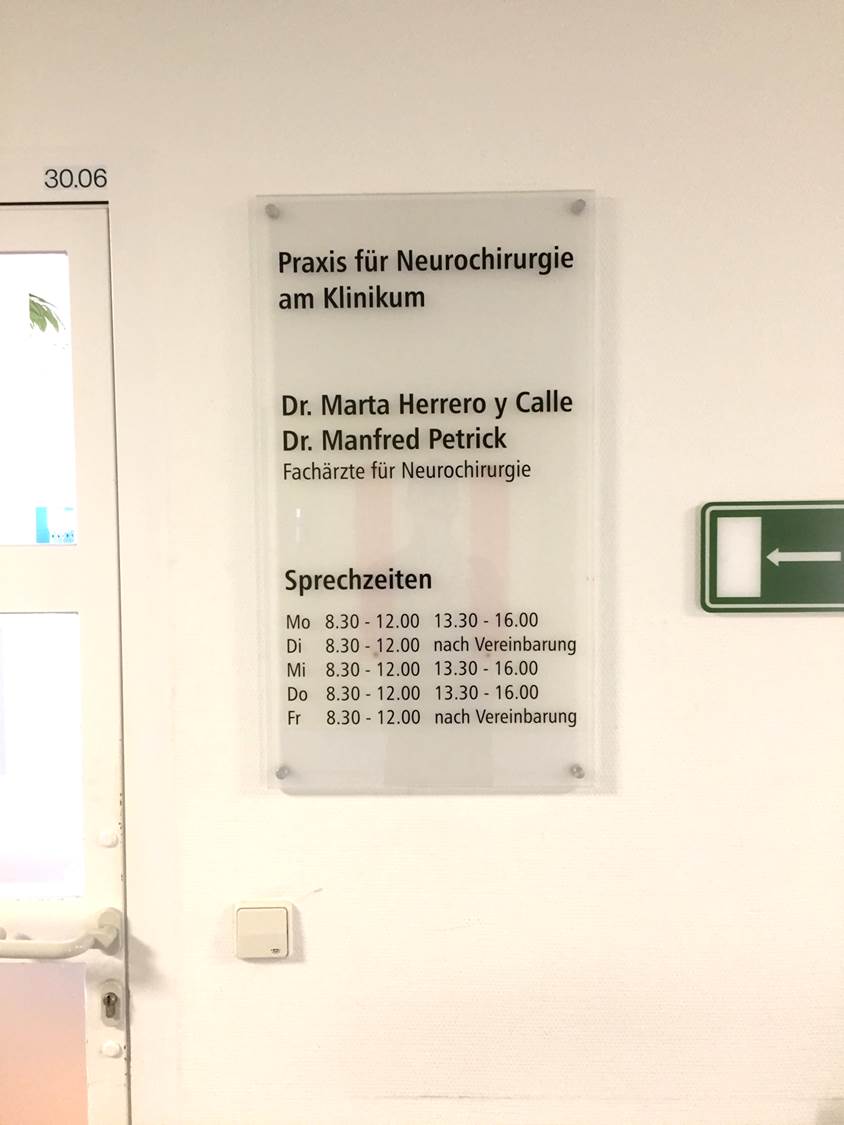 30.06
Praxis für Neurochirurgie
am Klinikum
Dr. Marta Herrero y Calle
Dr. Manfred Petrick
Fachärzte für Neurochirurgie
Sprechzeiten
Mo 8.30 - 12.00 13.30 - 16.00
Di 8.30 - 12.00 nach Vereinbarung
Mi 8.30 - 12.00 13.30 - 16.00
Do 8.30 - 12.00 13.30 - 16.00
Fr 8.30 - 12.00 nach Vereinbarung